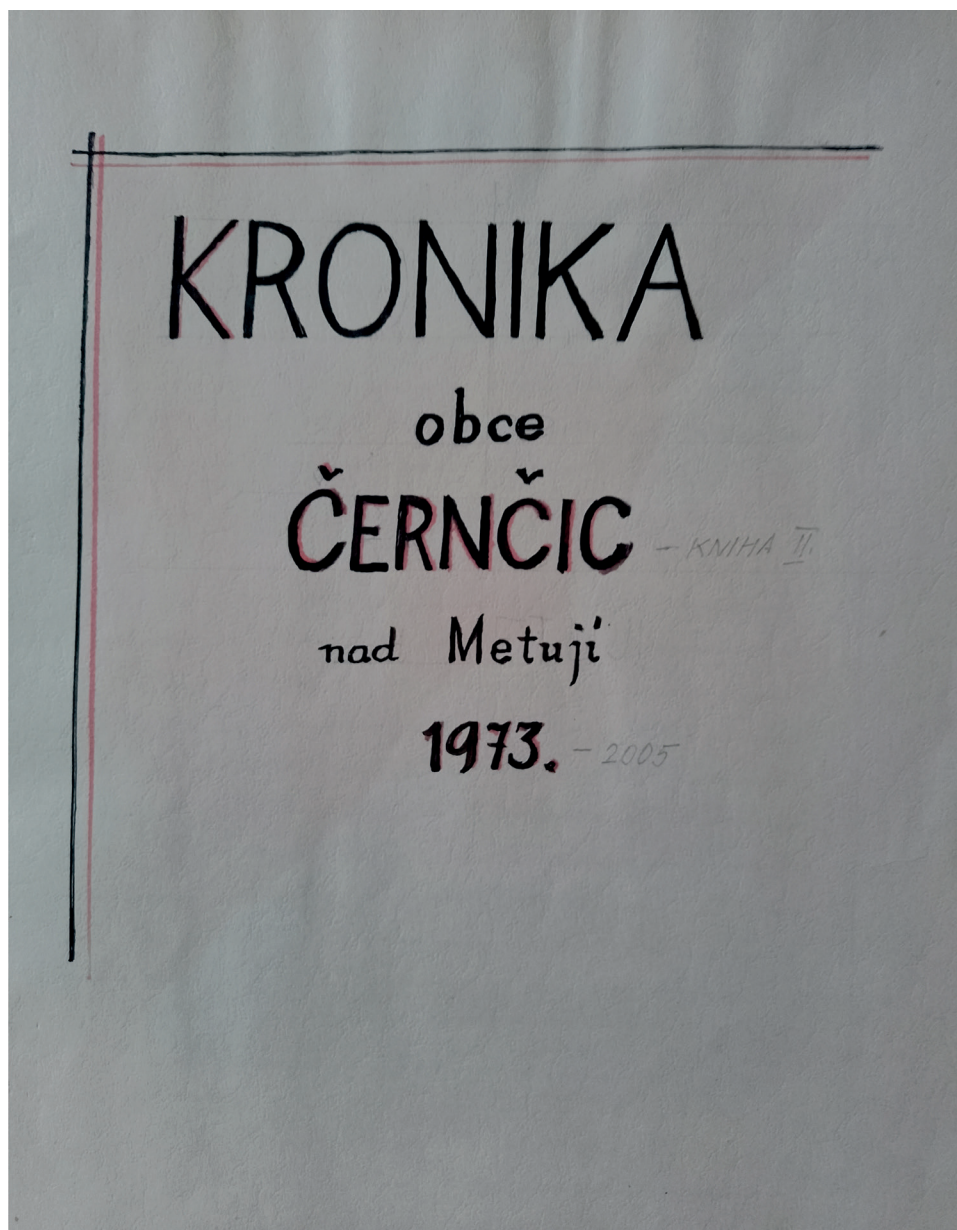 KRONIKA
obce
ČERNČIC - KNIHA II.
nad Metují
1973. - 2005